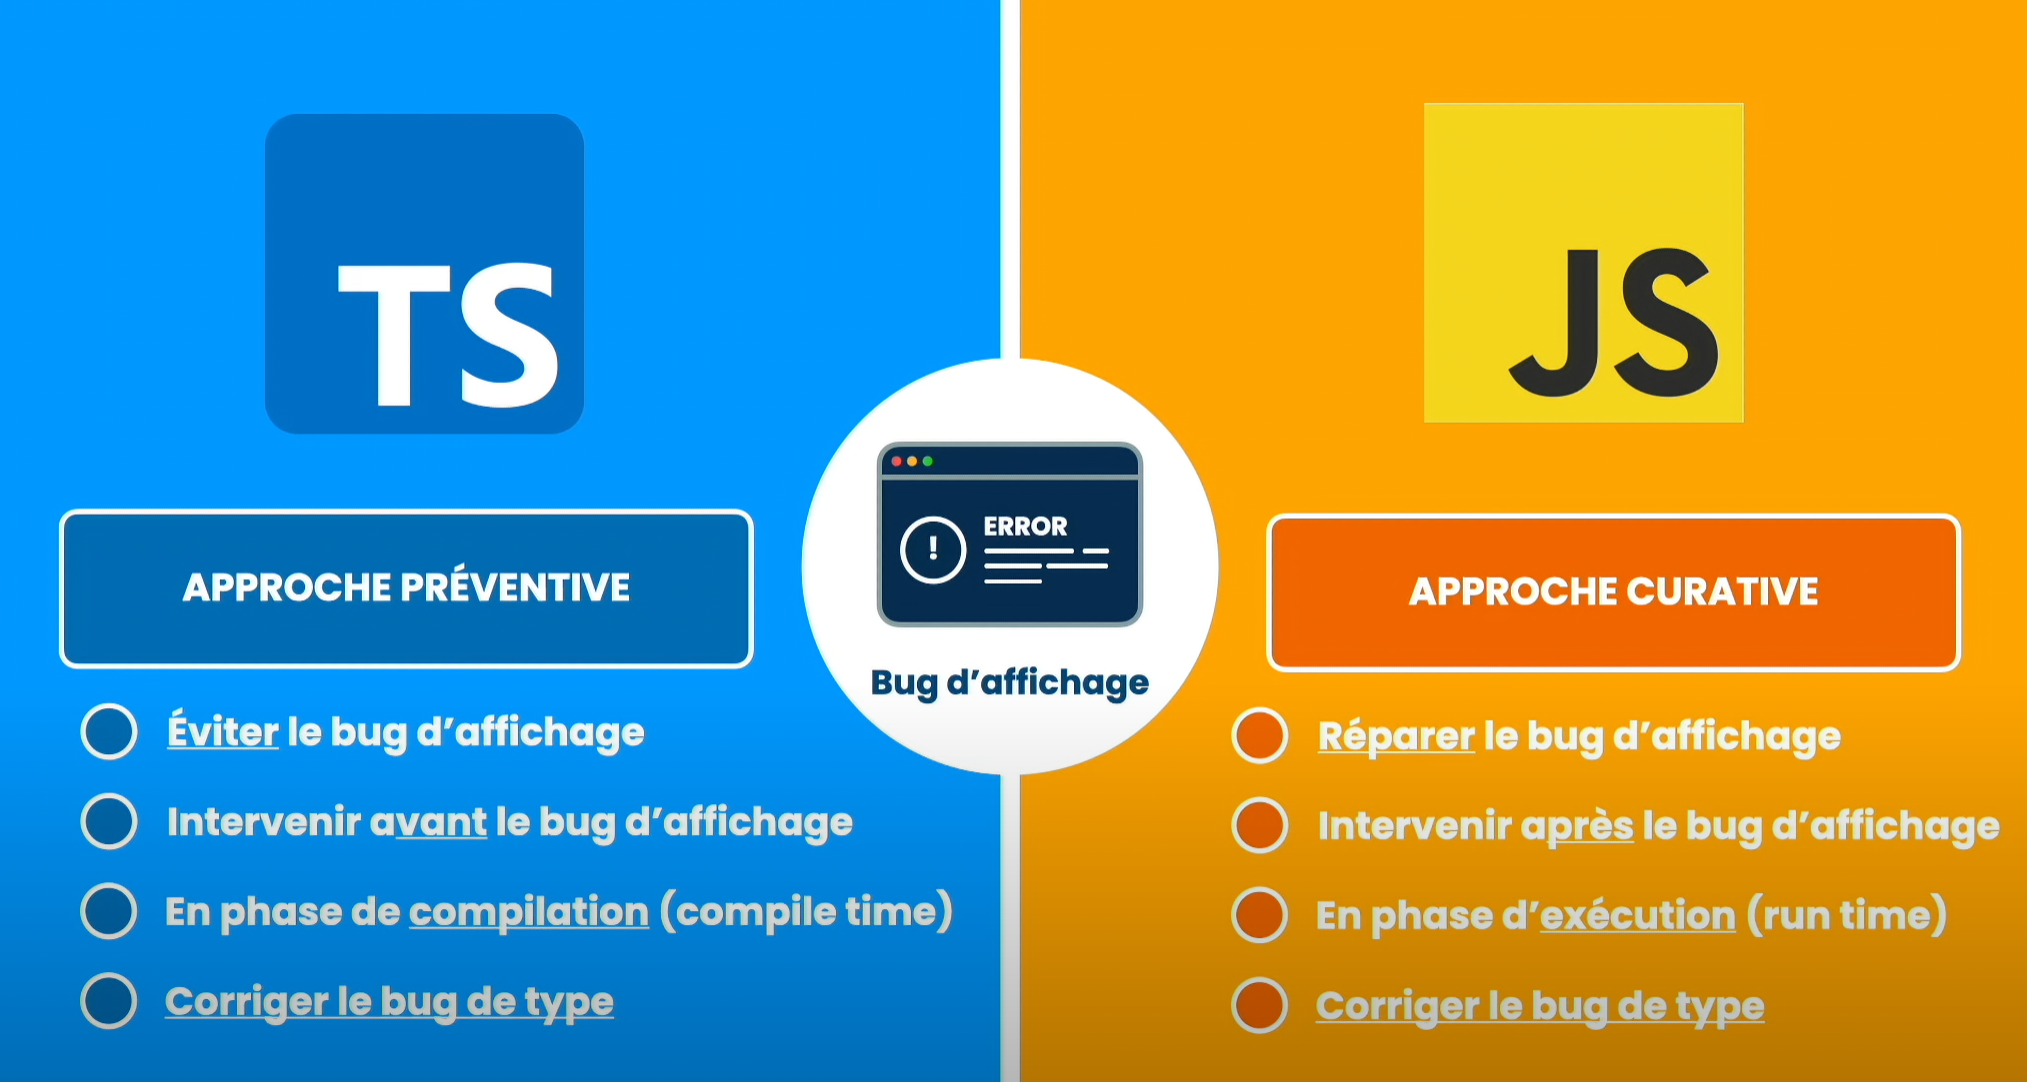 TS
APPROCHE PRÉVENTIVE
Éviter le bug d'affichage
Intervenir avant le bug d'affichage
En phase de compilation (compile time)
Corriger le bug de type
ERROR
!
Bug d'affichage
JS
APPROCHE CURATIVE
Réparer le bug d'affichage
Intervenir après le bug d'affichage
En phase d'exécution (run time)
Corriger le bug de type